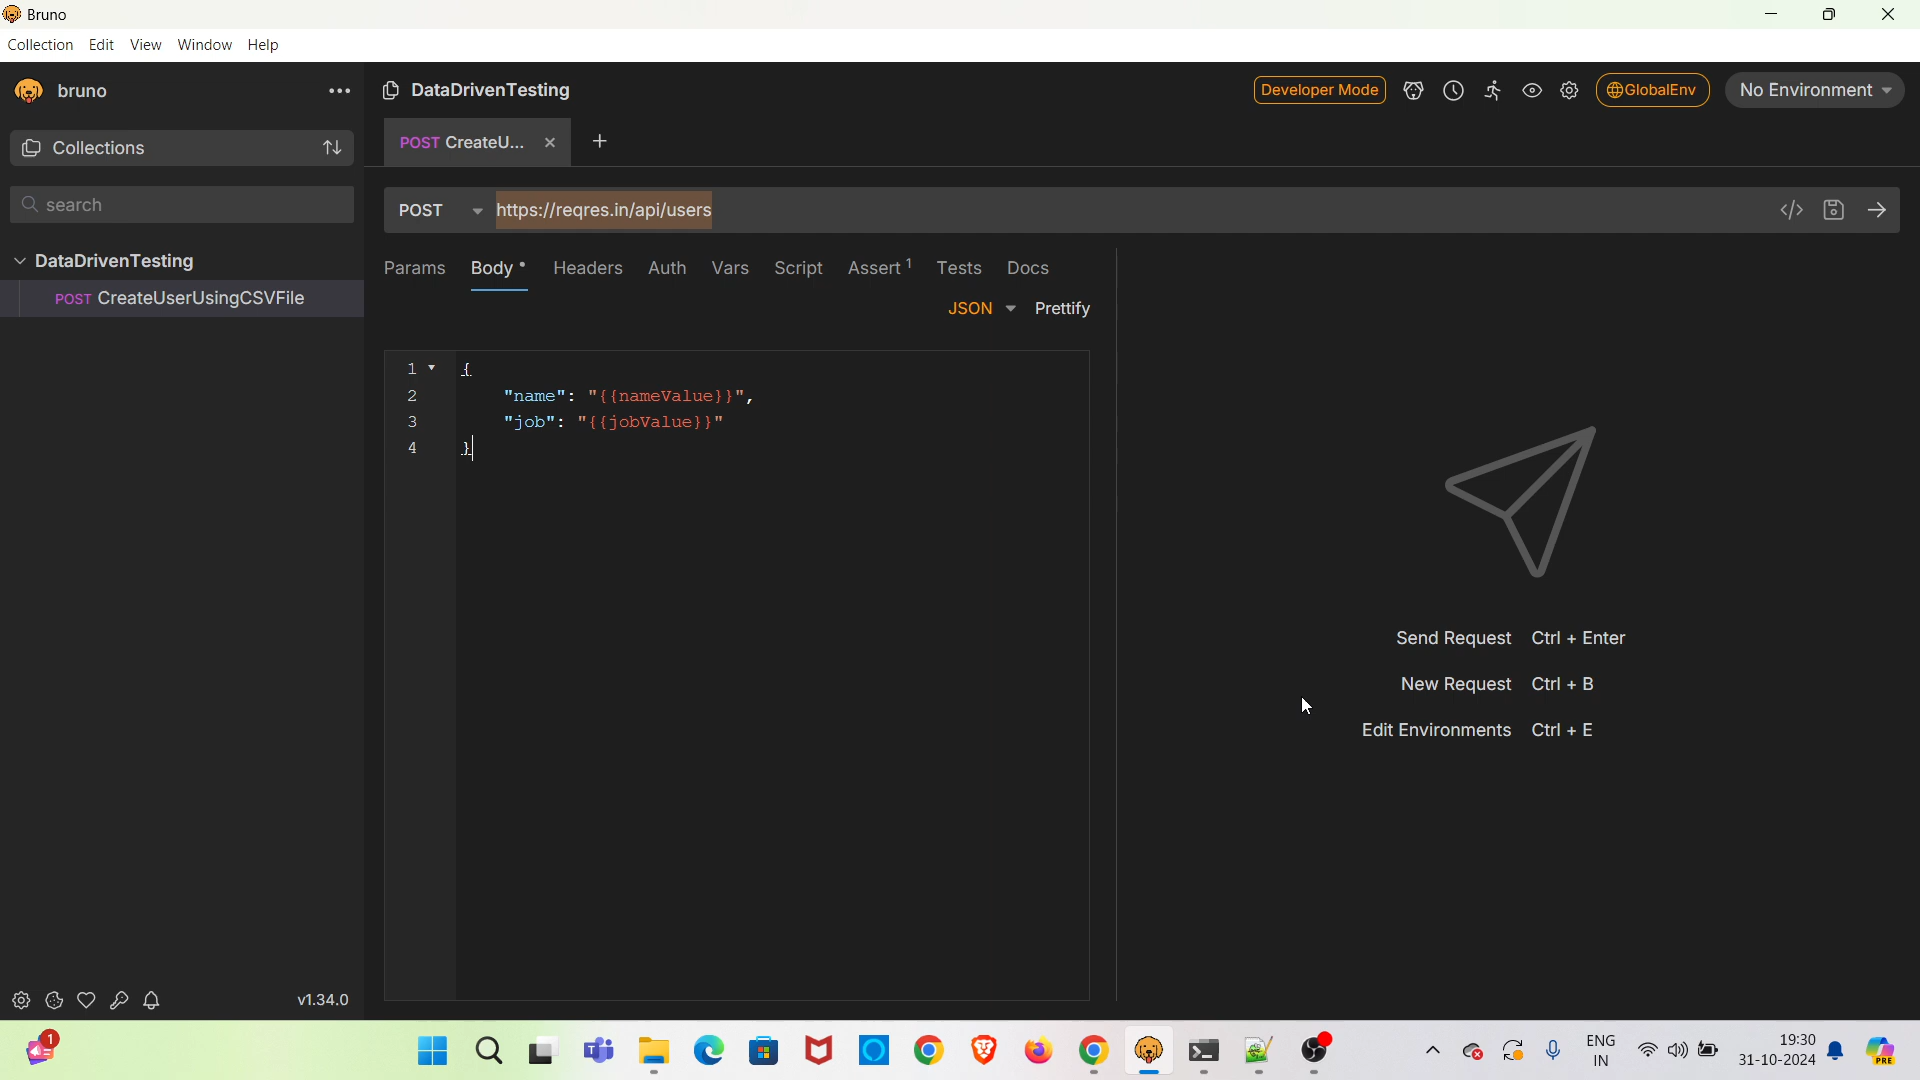 Bruno
Collection Edit View Window Help
bruno ...
DataDrivenTesting
Developer Mode
GlobalEnv
No Environment
Collections
POST CreateU... × +
search
POST https://reqres.in/api/users
DataDrivenTesting
POST CreateUserUsingCSVFile
Params Body Headers Auth Vars Script Assert 1 Tests Docs
JSON Prettify
1 {
2 "name": "{{nameValue}}",
3 "job": "{{jobValue}}"
4 }
Send Request Ctrl + Enter
New Request Ctrl + B
Edit Environments Ctrl + E
v1.34.0
1
ENG
IN
19:30
31-10-2024
PRE